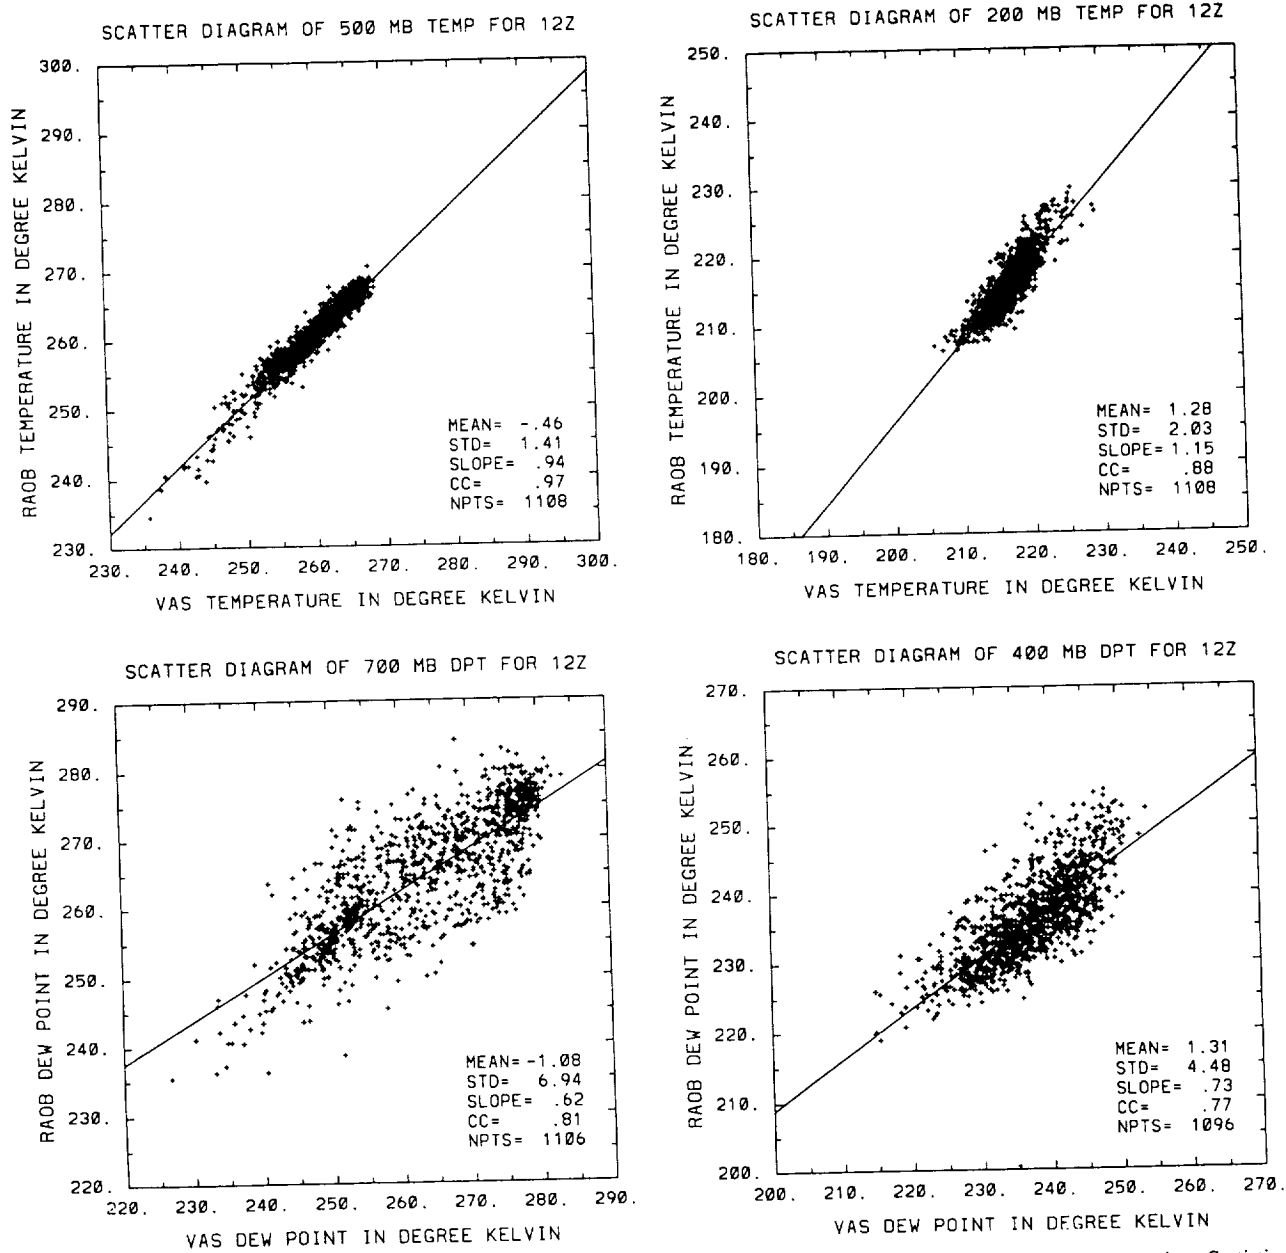 SCATTER DIAGRAM OF 500 MB TEMP FOR 12Z
300.
290.
280.
270.
260.
250.
240.
230.
RAOB TEMPERATURE IN DEGREE KELVIN
MEAN= -.46
STD= 1.41
SLOPE= .94
CC= .97
NPTS= 1108
230. 240. 250. 260. 270. 280. 290. 300.
VAS TEMPERATURE IN DEGREE KELVIN
SCATTER DIAGRAM OF 200 MB TEMP FOR 12Z
250.
240.
230.
220.
210.
200.
190.
180.
RAOB TEMPERATURE IN DEGREE KELVIN
MEAN= 1.28
STD= 2.03
SLOPE= 1.15
CC= .88
NPTS= 1108
180. 190. 200. 210. 220. 230. 240. 250.
VAS TEMPERATURE IN DEGREE KELVIN
SCATTER DIAGRAM OF 700 MB DPT FOR 12Z
290.
280.
270.
260.
250.
240.
230.
220.
RAOB DEW POINT IN DEGREE KELVIN
MEAN= -1.08
STD= 6.94
SLOPE= .62
CC= .81
NPTS= 1106
220. 230. 240. 250. 260. 270. 280. 290.
VAS DEW POINT IN DEGREE KELVIN
SCATTER DIAGRAM OF 400 MB DPT FOR 12Z
270.
260.
250.
240.
230.
220.
210.
200.
RAOB DEW POINT IN DEGREE KELVIN
MEAN= 1.31
STD= 4.48
SLOPE= .73
CC= .77
NPTS= 1096
200. 210. 220. 230. 240. 250. 260. 270.
VAS DEW POINT IN DEGREE KELVIN